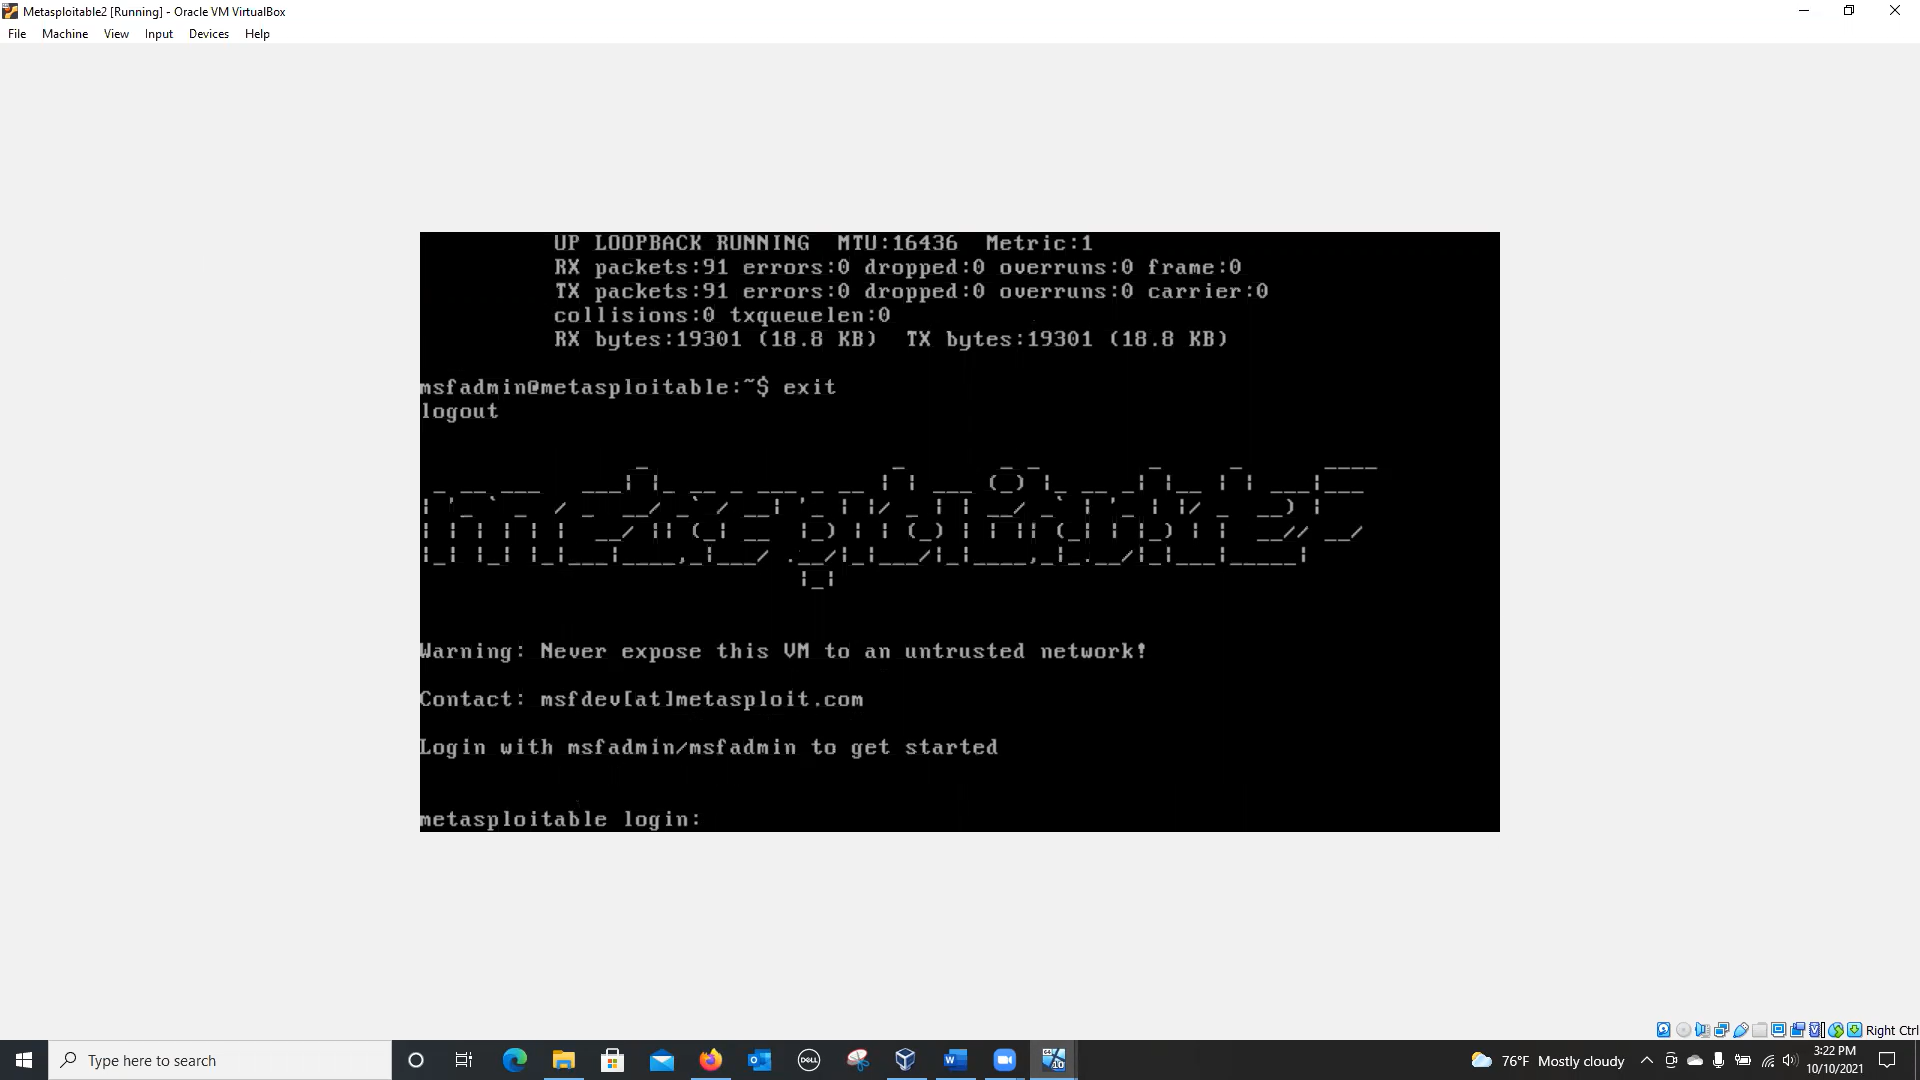 Metasploitable2 [Running] - Oracle VM VirtualBox
File Machine View Input Devices Help
UP LOOPBACK RUNNING MTU:16436 Metric:1
RX packets:91 errors:0 dropped:0 overruns:0 frame:0
TX packets:91 errors:0 dropped:0 overruns:0 carrier:0
collisions:0 txqueuelen:0
RX bytes:19301 (18.8 KB) TX bytes:19301 (18.8 KB)
msfadmin@metasploitable:~$ exit
logout
metasploitable2
Warning: Never expose this VM to an untrusted network!
Contact: msfdev[at]metasploit.com
Login with msfadmin/msfadmin to get started
metasploitable login:
Right Ctrl
Type here to search
DELL
76°F Mostly cloudy
3:22 PM
10/10/2021